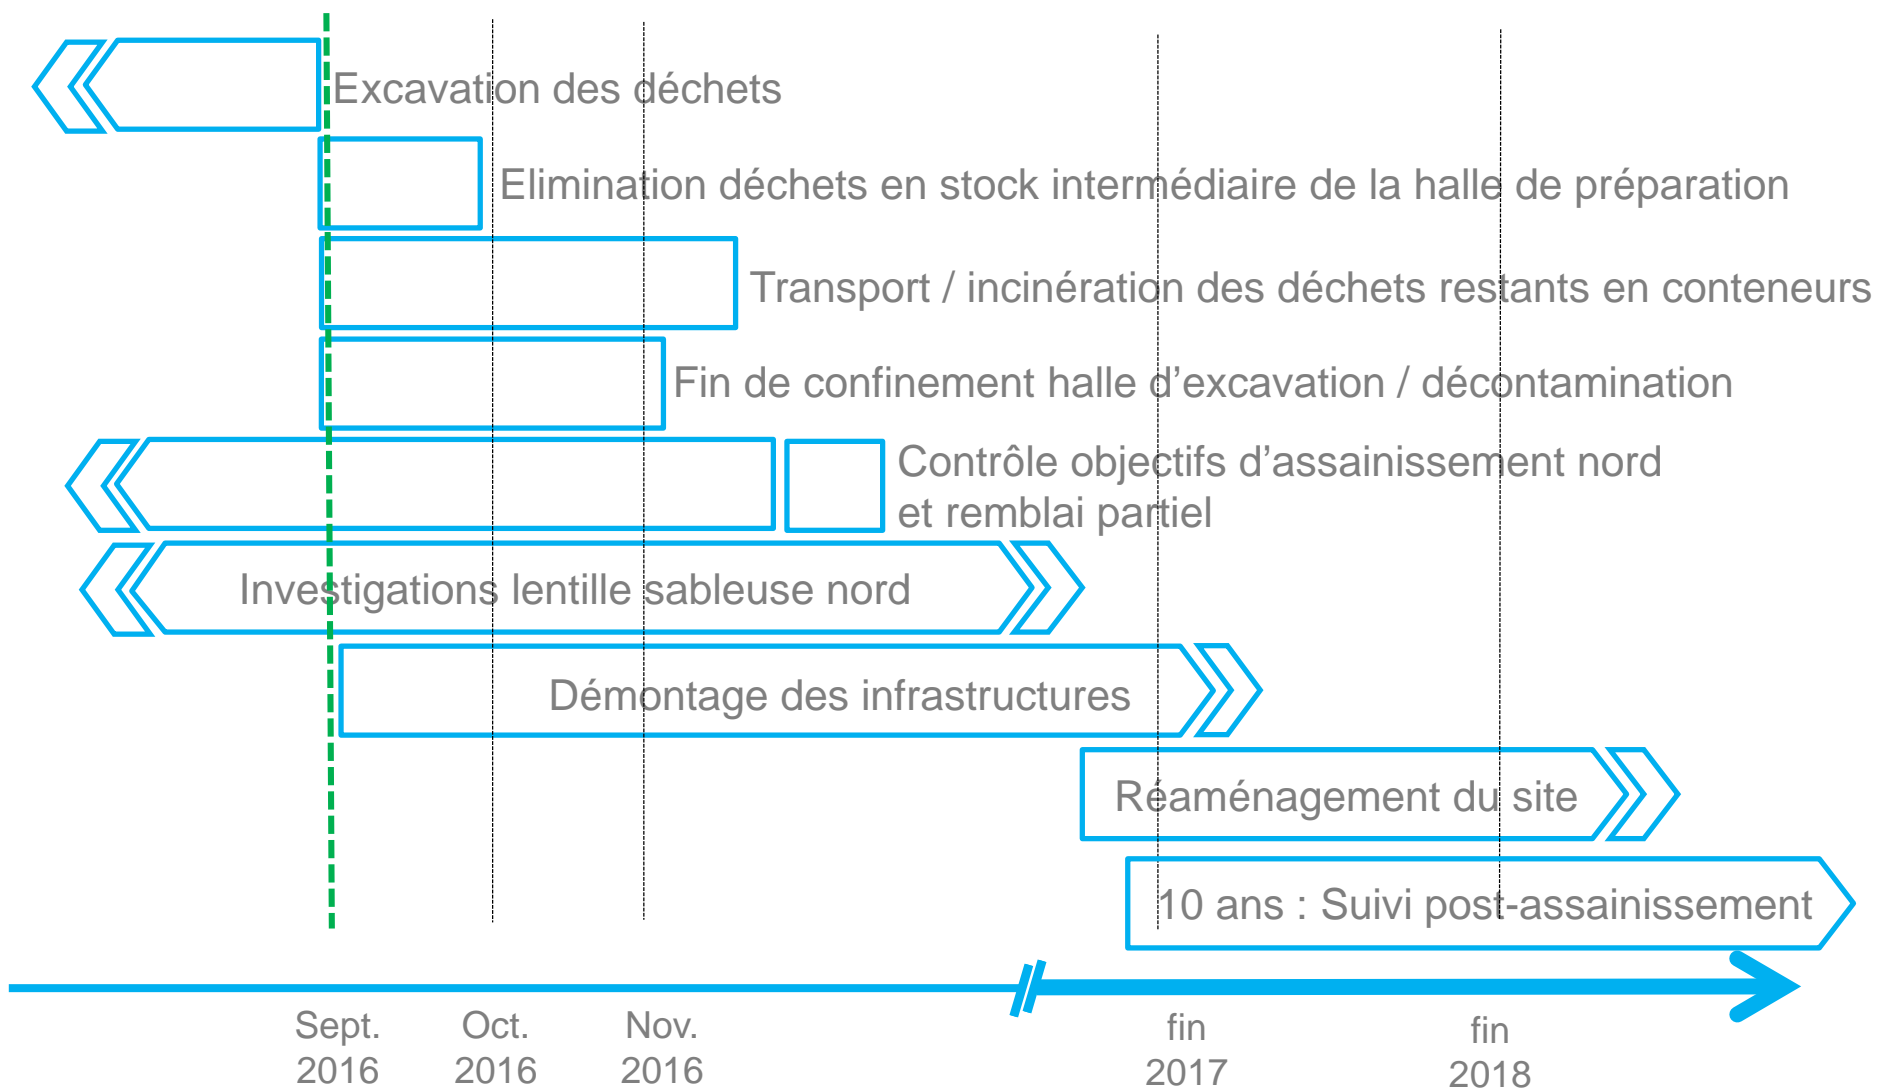 Excavation des déchets
Elimination déchets en stock intermédiaire de la halle de préparation
Transport / incinération des déchets restants en conteneurs
Fin de confinement halle d’excavation / décontamination
Contrôle objectifs d’assainissement nord
et remblai partiel
Investigations lentille sableuse nord
Démontage des infrastructures
Réaménagement du site
10 ans : Suivi post-assainissement
Sept.
2016
Oct.
2016
Nov.
2016
fin
2017
fin
2018